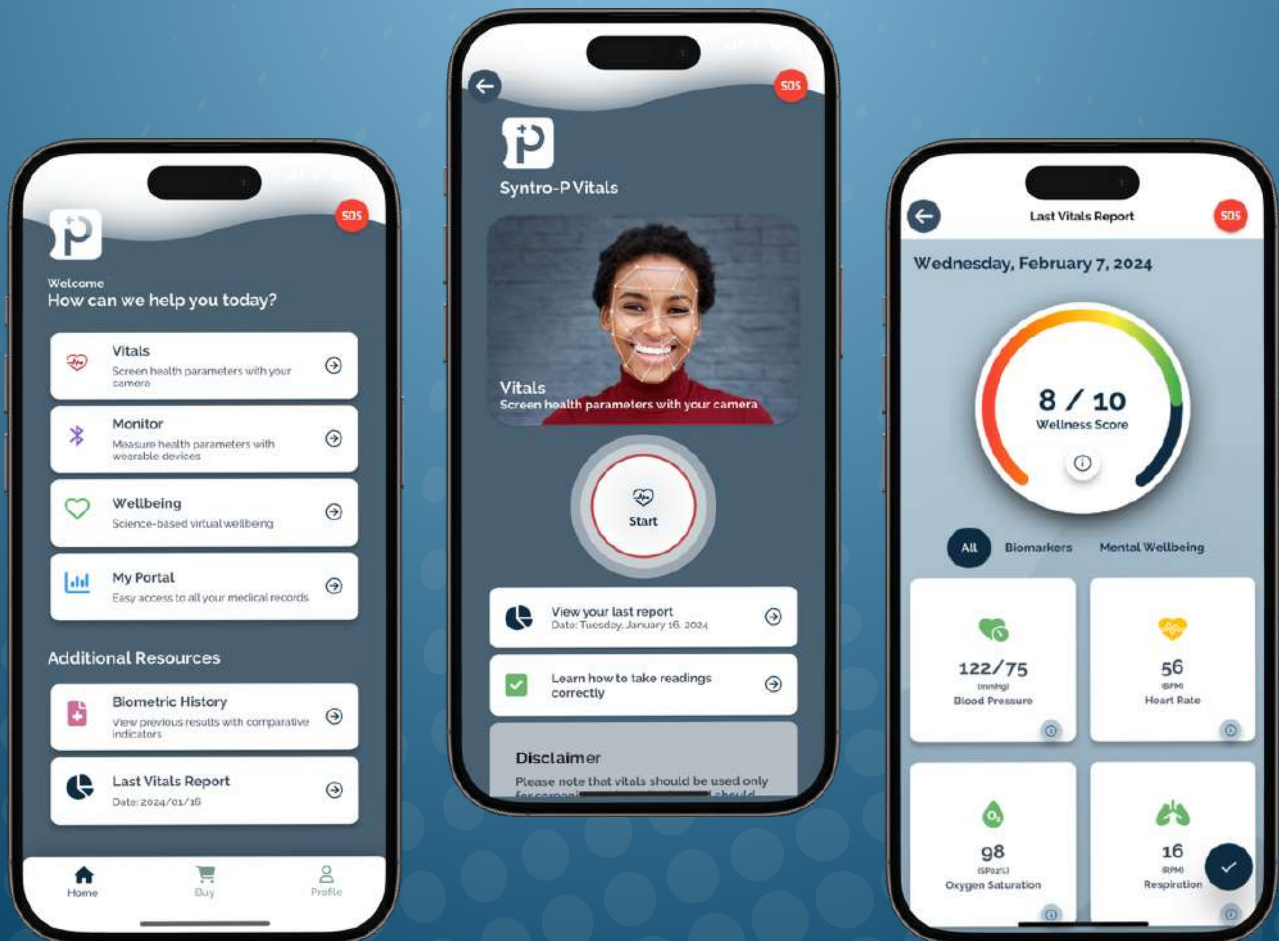 SOS
Welcome
How can we help you today?
Vitals
Screen health parameters with your
camera
Monitor
Measure health parameters with
wearable devices
Wellbeing
Science-based virtual wellbeing
My Portal
Easy access to all your medical records
Additional Resources
Biometric History
View previous results with comparative
indicators
Last Vitals Report
Date: 2024/01/16
Home
Buy
Profile
SOS
Syntro-P Vitals
Vitals
Screen health parameters with your camera
Start
View your last report
Date: Tuesday, January 16, 2024
Learn how to take readings
correctly
Disclaimer
Please note that vitals should be used only
should
Last Vitals Report
SOS
Wednesday, February 7, 2024
8 / 10
Wellness Score
All
Biomarkers
Mental Wellbeing
122/75
(mmHg)
Blood Pressure
56
(BPM)
Heart Rate
O₂
98
(SP02%)
Oxygen Saturation
16
(RPM)
Respiration